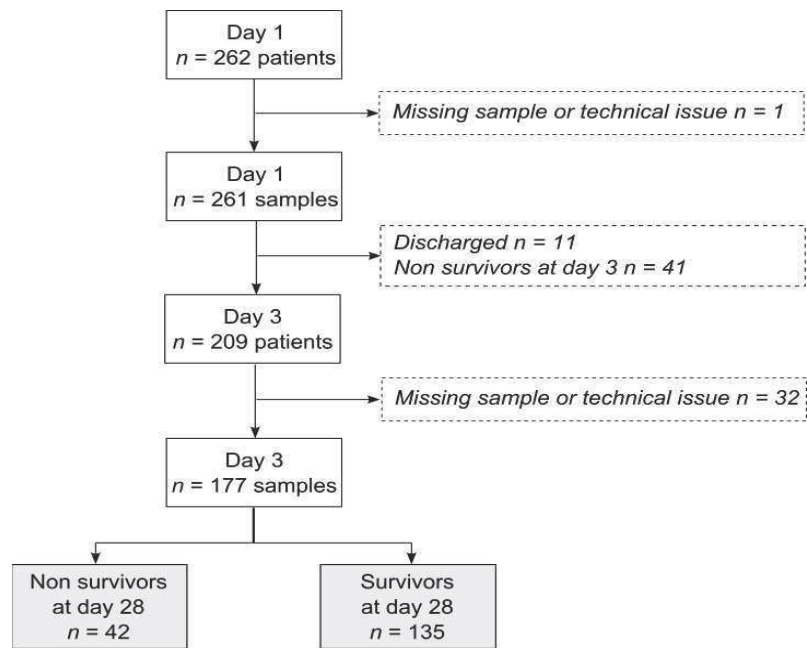 Day 1
n = 262 patients
Missing sample or technical issue n = 1
Day 1
n = 261 samples
Discharged n = 11
Non survivors at day 3 n = 41
Day 3
n = 209 patients
Missing sample or technical issue n = 32
Day 3
n = 177 samples
Non survivors
at day 28
n = 42
Survivors
at day 28
n = 135